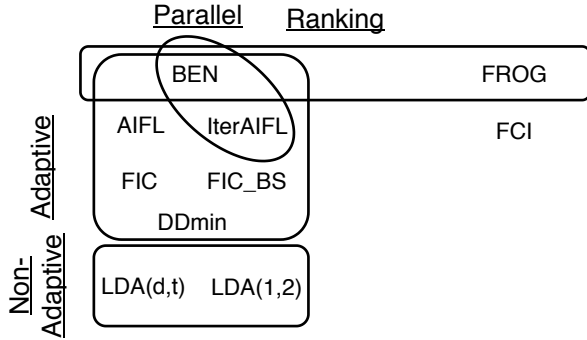 Parallel Ranking
BEN FROG
AIFL IterAIFL FCI
FIC FIC_BS
DDmin
LDA(d,t) LDA(1,2)
Adaptive
Non-
Adaptive